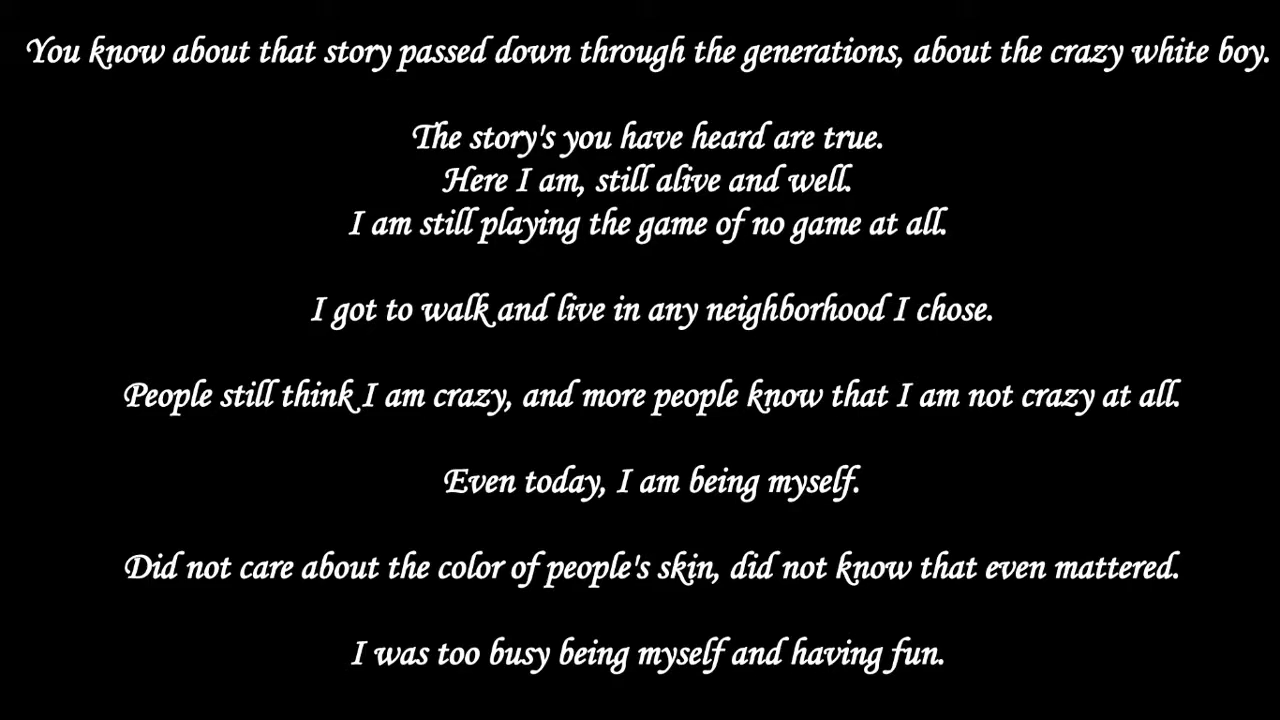 You know about that story passed down through the generations, about the crazy white boy.
The story's you have heard are true.
Here I am, still alive and well.
I am still playing the game of no game at all.
I got to walk and live in any neighborhood I chose.
People still think I am crazy, and more people know that I am not crazy at all.
Even today, I am being myself.
Did not care about the color of people's skin, did not know that even mattered.
I was too busy being myself and having fun.